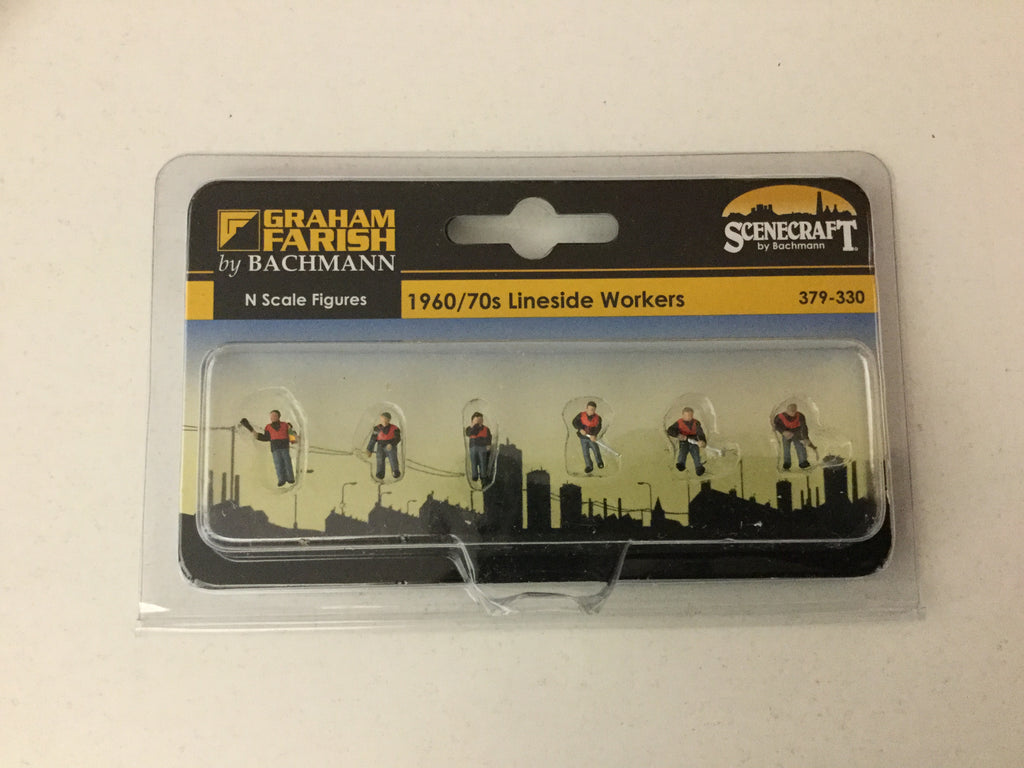 GRAHAM
FARISH
by BACHMANN
SCENECRAFT
by Bachmann
N Scale Figures
1960/70s Lineside Workers
379-330